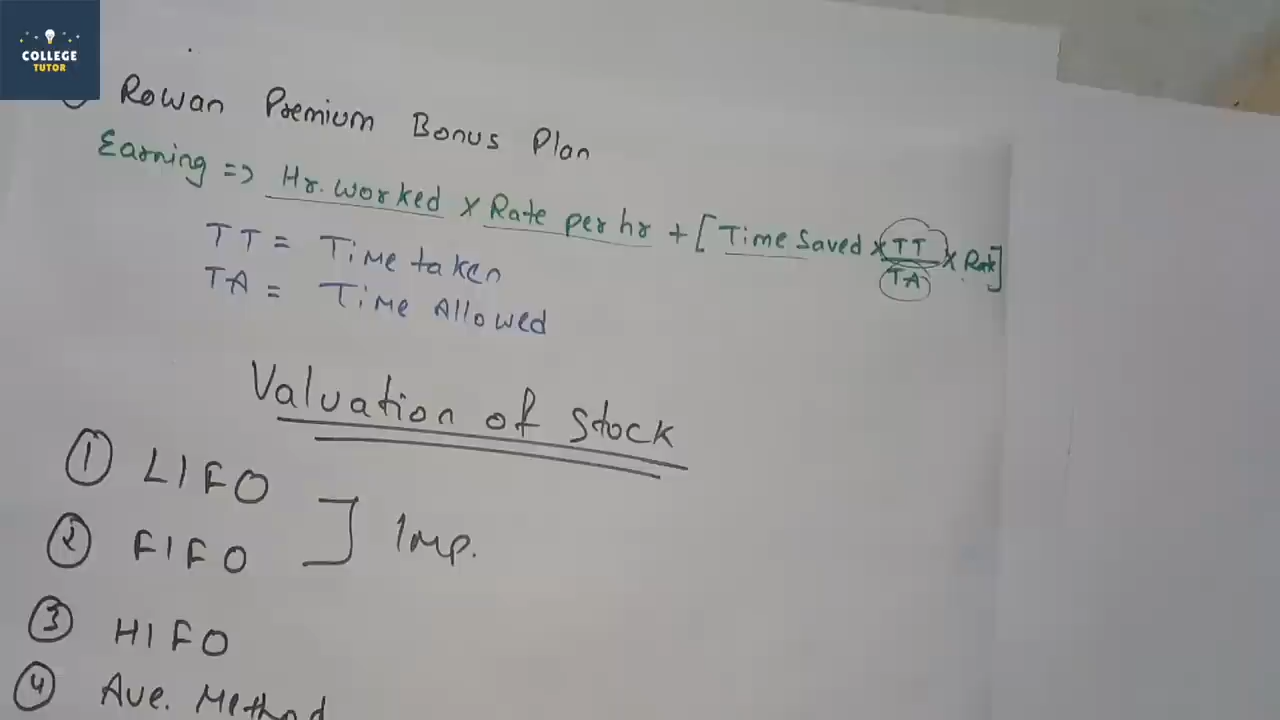 COLLEGE
TUTOR
Rowan Premium Bonus Plan
Earning => Hr. worked x Rate per hr + [Time Saved x TT/TA x Rate]
TT = Time taken
TA = Time Allowed
Valuation of Stock
① LIFO
② FIFO ] Imp.
③ HIFO
④ Ave. Method